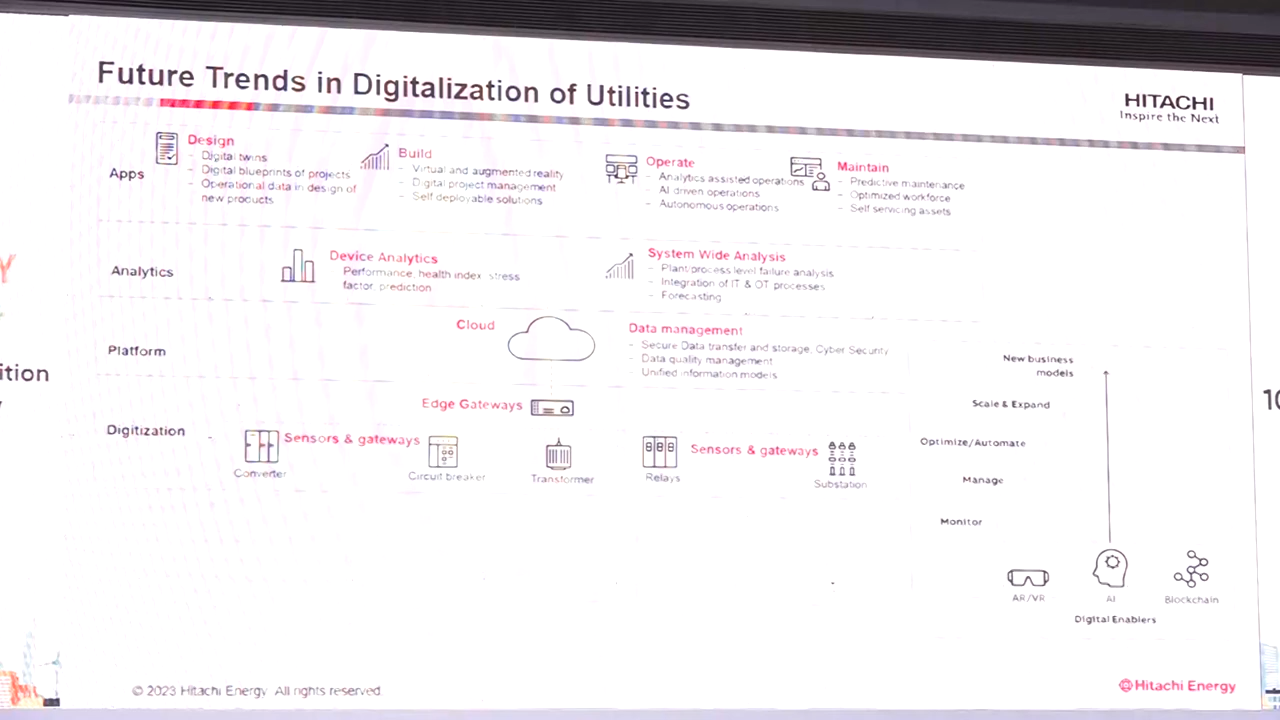 Future Trends in Digitalization of Utilities
HITACHI
Inspire the Next
Apps
Design
- Digital twins
- Digital blueprints of projects
- Operational data in design of
new products
Build
- Virtual and augmented reality
- Digital project management
- Self deployable solutions
Operate
- Analytics assisted operations
- AI driven operations
- Autonomous operations
Maintain
- Predictive maintenance
- Optimized workforce
- Self servicing assets
Analytics
Device Analytics
Performance, health index, stress
factor, prediction
System Wide Analysis
- Plant/process level failure analysis
- Integration of IT & OT processes
- Forecasting
Platform
Cloud
Data management
- Secure Data transfer and storage, Cyber Security
- Data quality management
- Unified information models
Digitization
Edge Gateways
Sensors & gateways
Sensors & gateways
Converter
Circuit breaker
Transformer
Relays
Substation
New business
models
Scale & Expand
Optimize/Automate
Manage
Monitor
AR/VR
AI
Blockchain
Digital Enablers
© 2023 Hitachi Energy. All rights reserved
Hitachi Energy